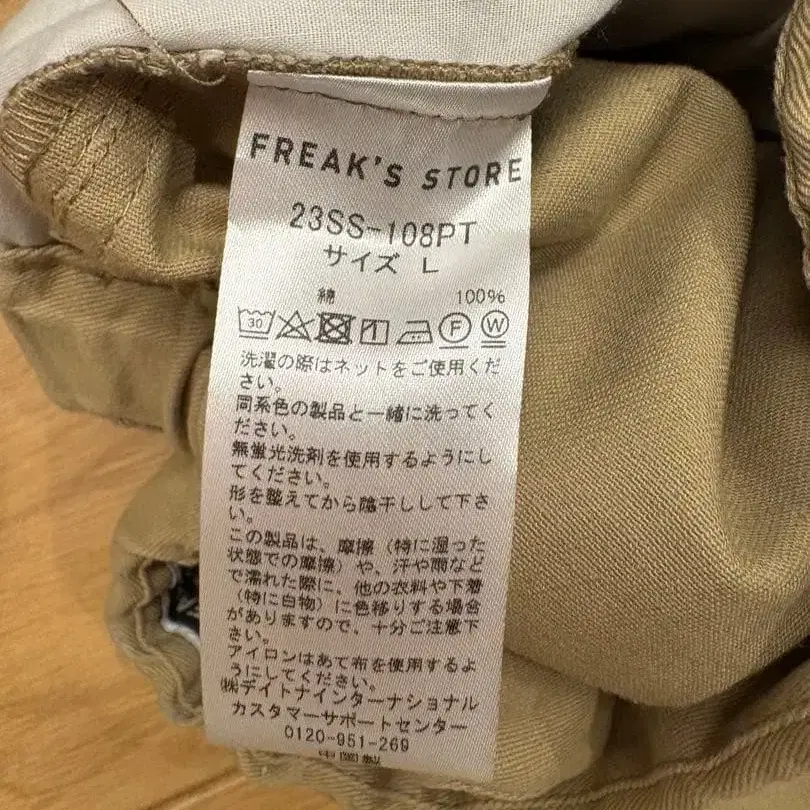 FREAK'S STORE
23SS-108PT
サイズ L
綿 100%
30 F W
洗濯の際はネットをご使用くだ
さい。
同系色の製品と一緒に洗ってく
ださい。
無蛍光洗剤を使用するようにし
てください。
形を整えてから陰干しして下さ
い。
この製品は、摩擦（特に湿った
状態での摩擦）や、汗や雨など
で濡れた際に、他の衣料や下着
（特に白物）に色移りする場合
がありますので、十分ご注意下
さい。
アイロンはあて布を使用するよ
うにしてください。
㈱デイトナインターナショナル
カスタマーサポートセンター
0120-951-269
中国製